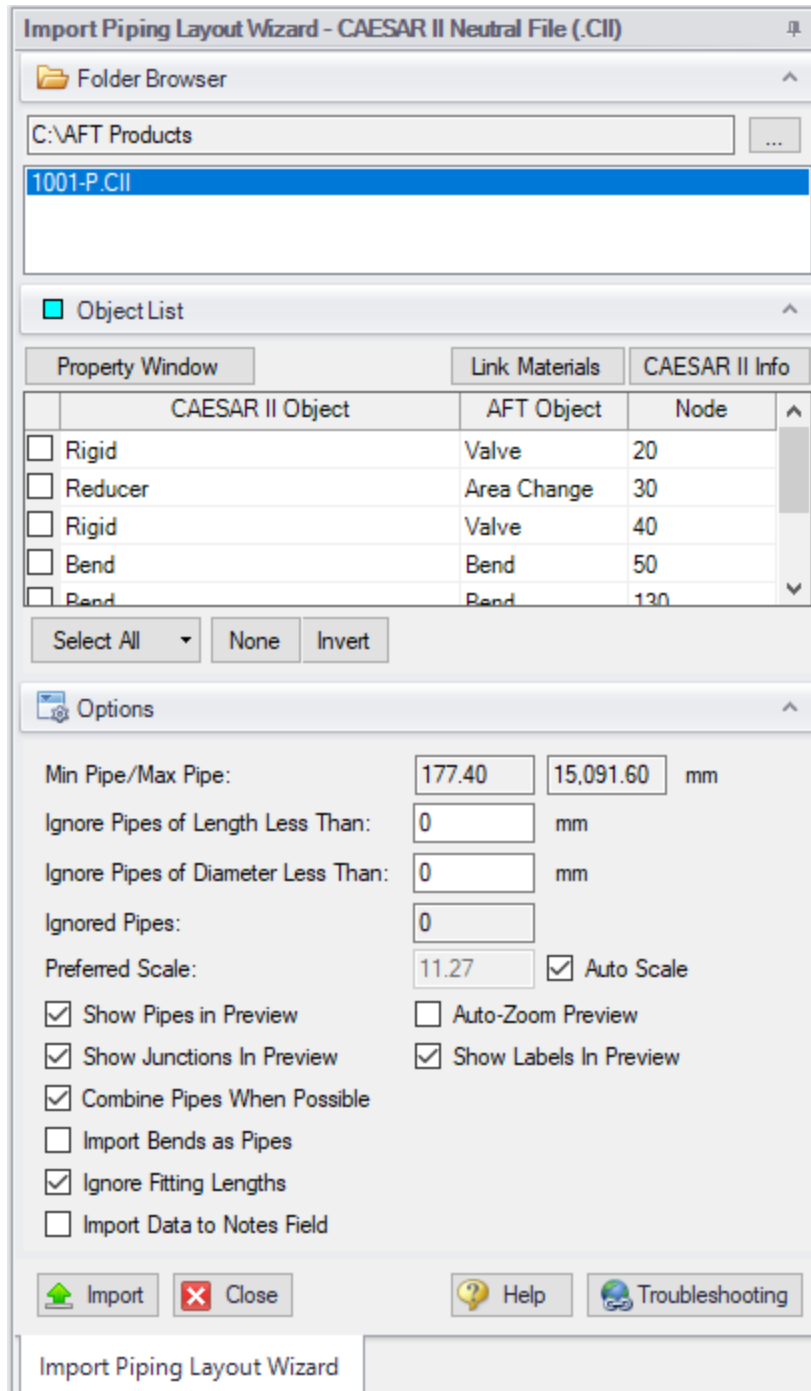 Import Piping Layout Wizard - CAESAR II Neutral File (.CII)
Folder Browser
C:\AFT Products
...
1001-P.CII
Object List
Property Window Link Materials CAESAR II Info
CAESAR II Object AFT Object Node
Rigid Valve 20
Reducer Area Change 30
Rigid Valve 40
Bend Bend 50
Bend Bend 130
Select All None Invert
Options
Min Pipe/Max Pipe: 177.40 15,091.60 mm
Ignore Pipes of Length Less Than: 0 mm
Ignore Pipes of Diameter Less Than: 0 mm
Ignored Pipes: 0
Preferred Scale: 11.27 Auto Scale
Show Pipes in Preview Auto-Zoom Preview
Show Junctions In Preview Show Labels In Preview
Combine Pipes When Possible
Import Bends as Pipes
Ignore Fitting Lengths
Import Data to Notes Field
Import Close Help Troubleshooting
Import Piping Layout Wizard